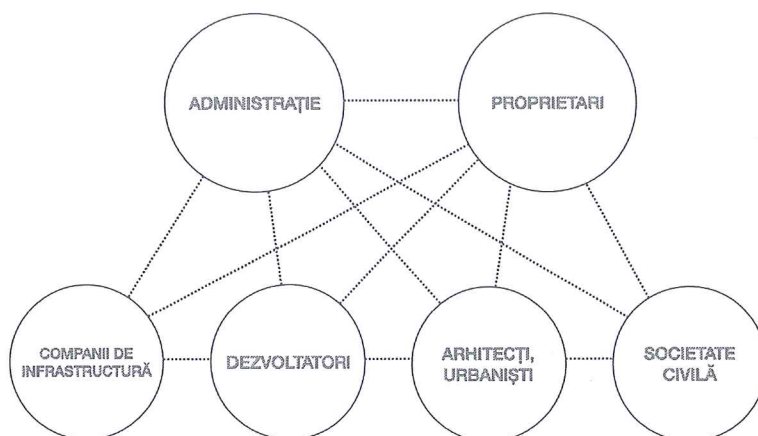 ADMINISTRAȚIE
PROPRIETARI
COMPANII DE
INFRASTRUCTURĂ
DEZVOLTATORI
ARHITECȚI,
URBANIȘTI
SOCIETATE
CIVILĂ